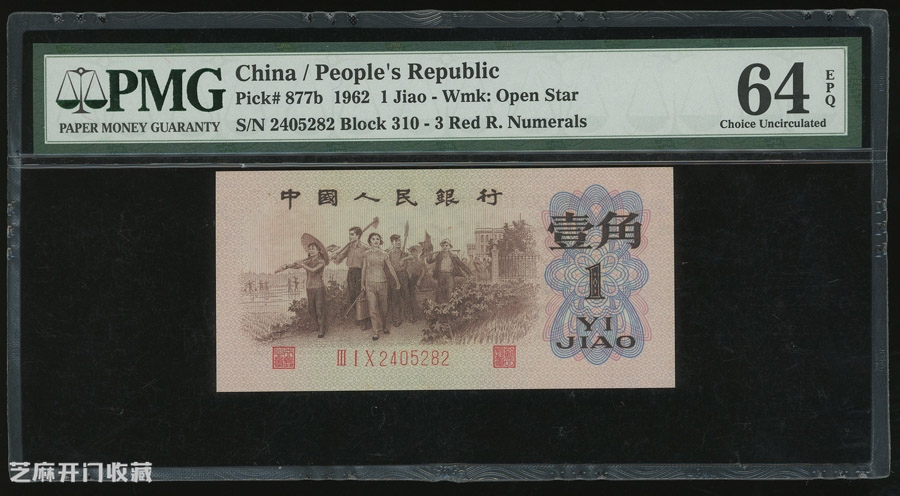 PMG
PAPER MONEY GUARANTY
China / People's Republic
Pick# 877b 1962 1 Jiao - Wmk: Open Star
S/N 2405282 Block 310 - 3 Red R. Numerals
64 EPQ
Choice Uncirculated
中國人民銀行
壹角
1
YI
JIAO
III I X 2405282
芝麻开门收藏